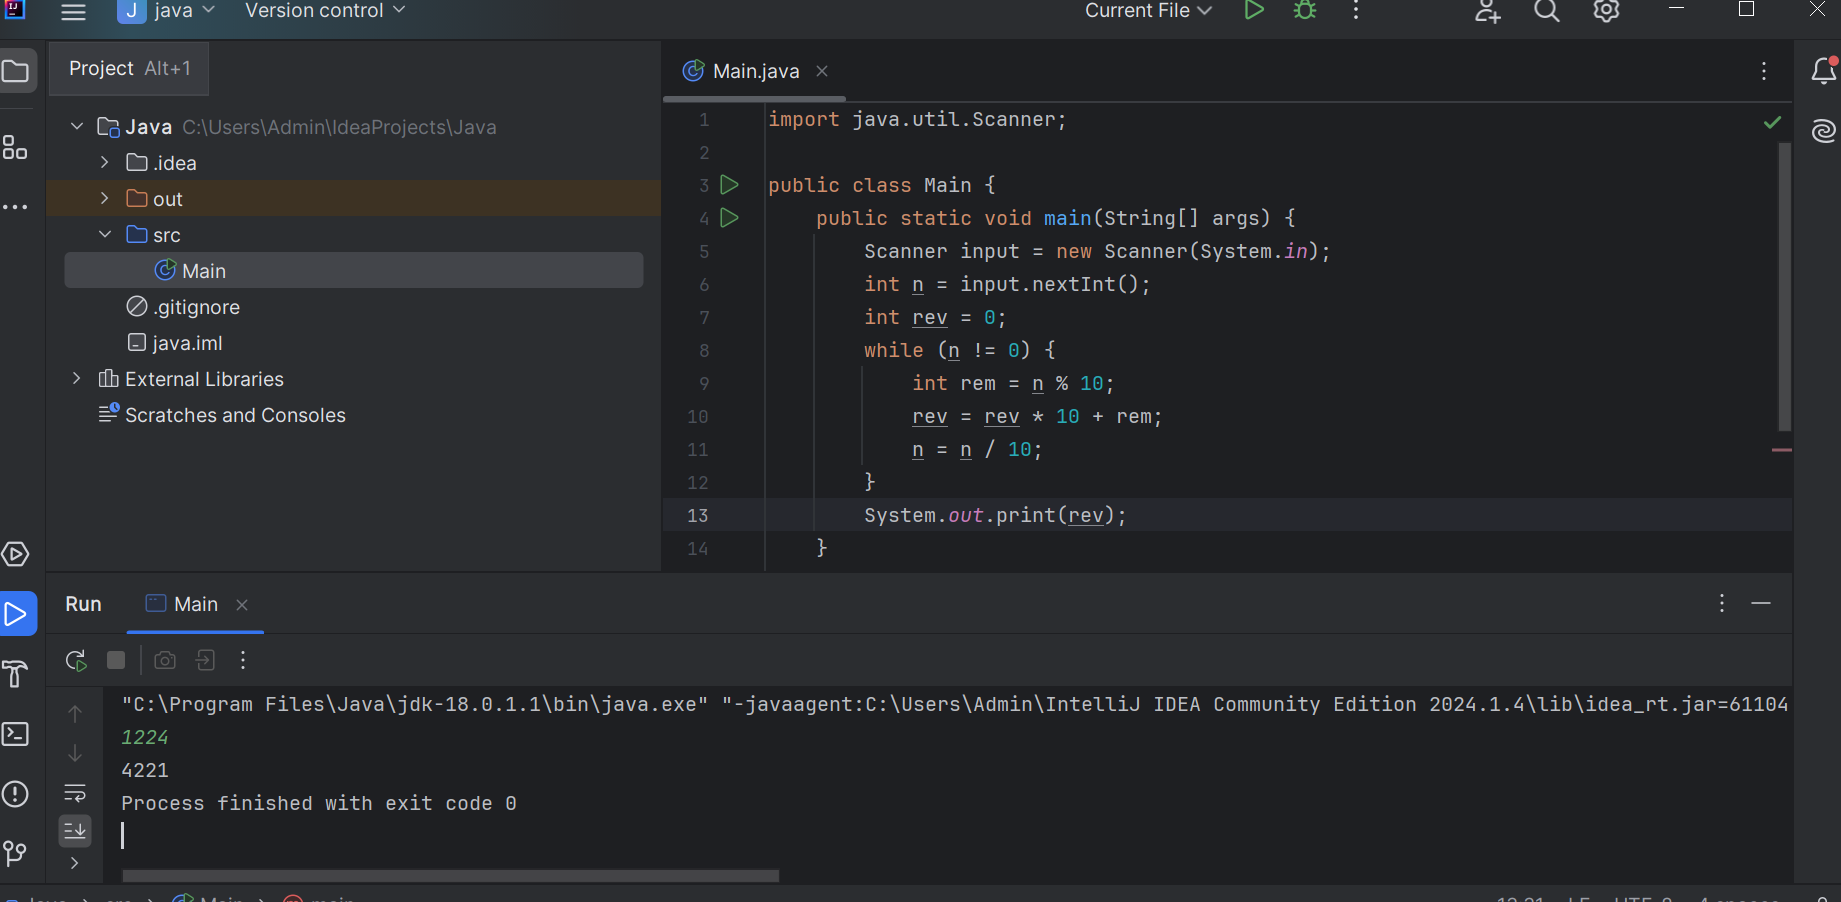 J java Version control Current File
Project Alt+1
Main.java
Java C:\Users\Admin\IdeaProjects\Java
.idea
out
src
Main
.gitignore
java.iml
External Libraries
Scratches and Consoles
1 import java.util.Scanner;
2
3 public class Main {
4 public static void main(String[] args) {
5 Scanner input = new Scanner(System.in);
6 int n = input.nextInt();
7 int rev = 0;
8 while (n != 0) {
9 int rem = n % 10;
10 rev = rev * 10 + rem;
11 n = n / 10;
12 }
13 System.out.print(rev);
14 }
Run Main
"C:\Program Files\Java\jdk-18.0.1.1\bin\java.exe" "-javaagent:C:\Users\Admin\IntelliJ IDEA Community Edition 2024.1.4\lib\idea_rt.jar=61104
1224
4221
Process finished with exit code 0